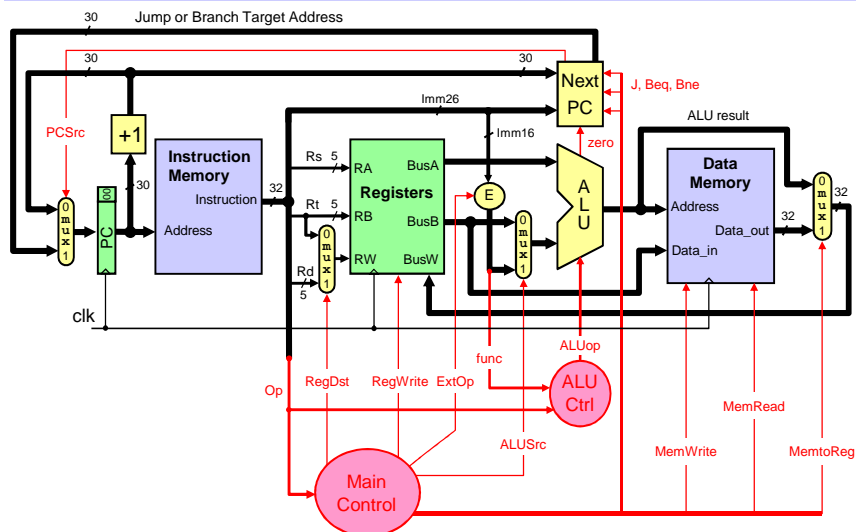 30
Jump or Branch Target Address
30
30
Next
PC
J, Beq, Bne
Imm26
Imm16
zero
ALU result
PCSrc
+1
30
Instruction
Memory
Instruction
32
Address
PC
00
0
m
u
x
1
Rs
5
RA
BusA
Registers
Rt
5
RB
BusB
Rd
5
RW
BusW
0
m
u
x
1
E
0
m
u
x
1
A
L
U
Data
Memory
Address
Data_out
32
Data_in
0
m
u
x
1
32
clk
Op
RegDst
RegWrite
ExtOp
func
ALUop
ALU
Ctrl
ALUSrc
MemRead
MemWrite
MemtoReg
Main
Control